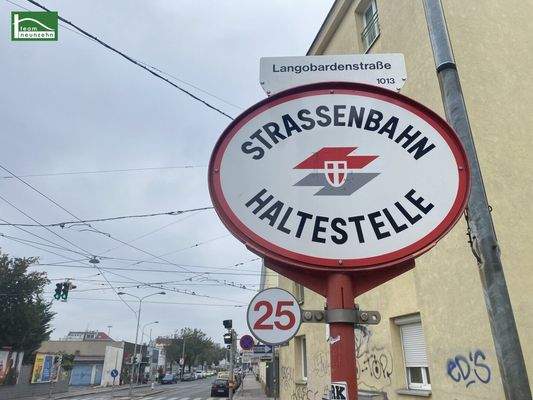 team
neunzehn
Langobardenstraße
1013
STRASSENBAHN
HALTESTELLE
25